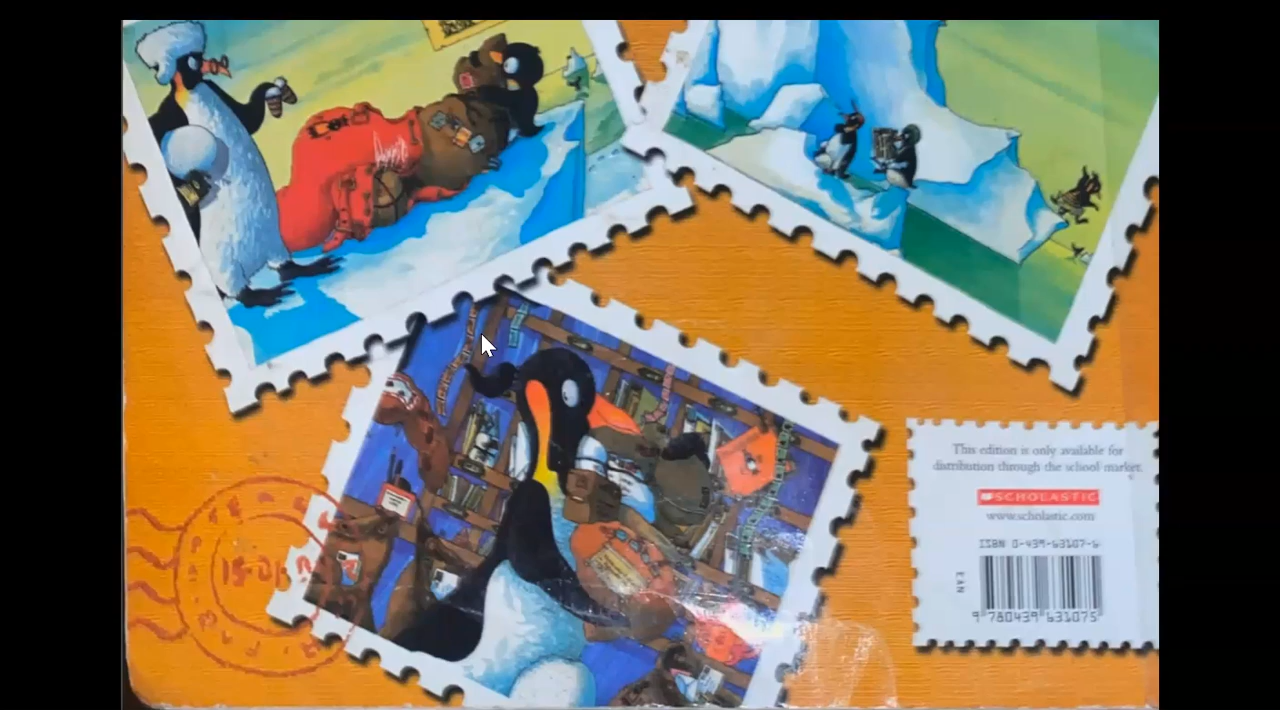 This edition is only available for
distribution through the school market.
SCHOLASTIC
www.scholastic.com
ISBN 0-439-63107-6
EAN
9 780439 631075